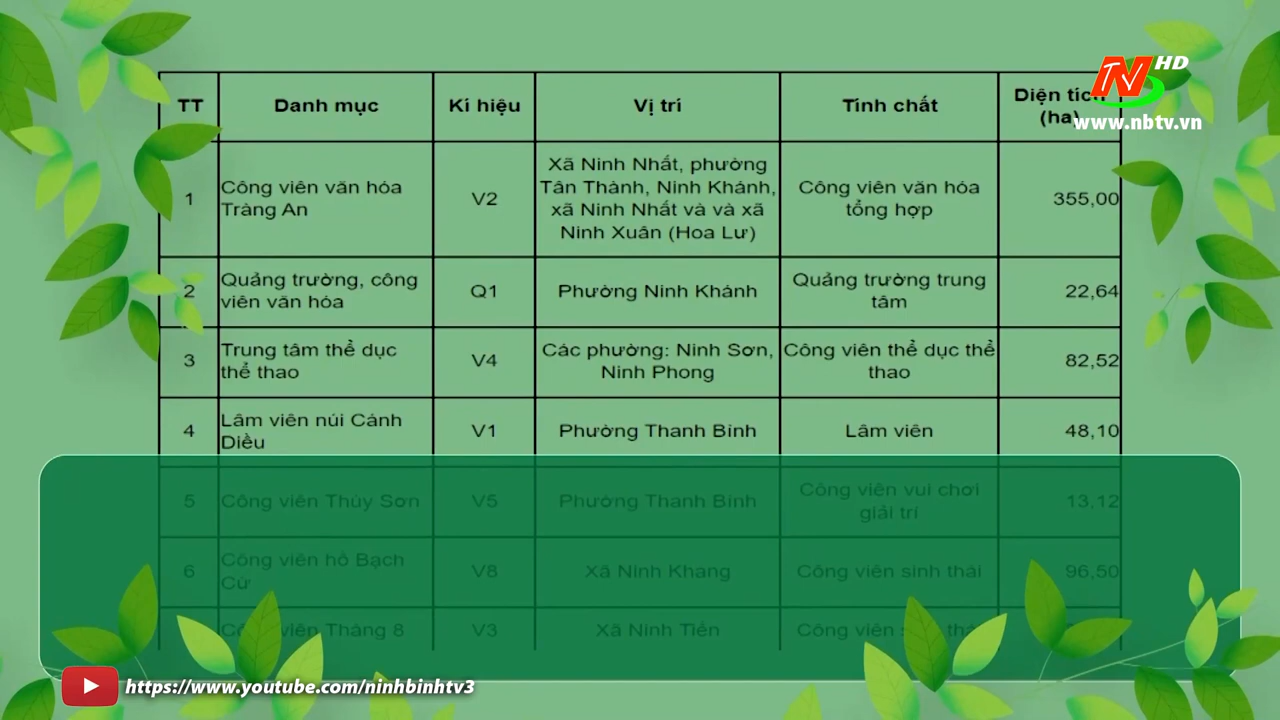 TT Danh mục Kí hiệu Vị trí Tính chất Diện tích
(ha)
1 Công viên văn hóa
Tràng An V2 Xã Ninh Nhất, phường
Tân Thành, Ninh Khánh,
xã Ninh Nhất và và xã
Ninh Xuân (Hoa Lư) Công viên văn hóa
tổng hợp 355,00
2 Quảng trường, công
viên văn hóa Q1 Phường Ninh Khánh Quảng trường trung
tâm 22,64
3 Trung tâm thể dục
thể thao V4 Các phường: Ninh Sơn,
Ninh Phong Công viên thể dục thể
thao 82,52
4 Lâm viên núi Cánh
Diều V1 Phường Thanh Bình Lâm viên 48,10
5 Công viên Thúy Sơn V5 Phường Thanh Bình Công viên vui chơi
giải trí 13,12
6 Công viên hồ Bạch
Cừ V8 Xã Ninh Khang Công viên sinh thái 96,50
Tháng 8 V3 Xã Ninh Tiến Công viên
TV N HD
www.nbtv.vn
https://www.youtube.com/ninhbinhtv3